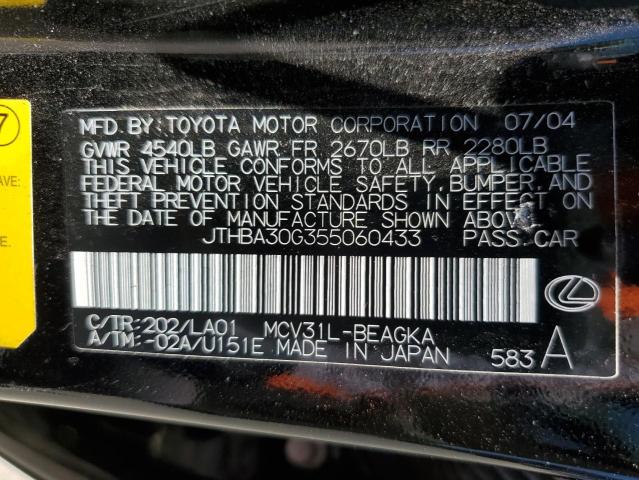 7
AVE:
MFD. BY: TOYOTA MOTOR CORPORATION 07/04
GVWR 4540LB GAWR FR 2670LB RR 2280LB
THIS VEHICLE CONFORMS TO ALL APPLICABLE
FEDERAL MOTOR VEHICLE SAFETY, BUMPER, AND
THEFT PREVENTION STANDARDS IN EFFECT ON
THE DATE OF MANUFACTURE SHOWN ABOVE.
JTHBA30G355060433 PASS. CAR
C/TR: 202/LA01 MCV31L-BEAGKA
A/TM: -02A/U151E MADE IN JAPAN 583 A